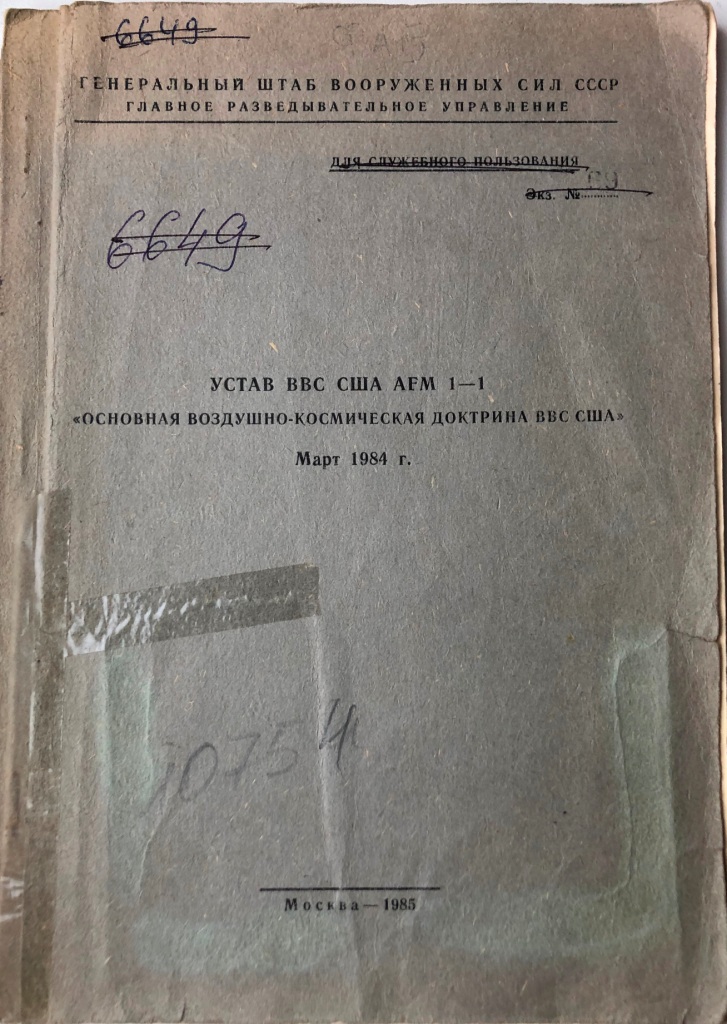 6649
ГЕНЕРАЛЬНЫЙ ШТАБ ВООРУЖЕННЫХ СИЛ СССР
ГЛАВНОЕ РАЗВЕДЫВАТЕЛЬНОЕ УПРАВЛЕНИЕ
ДЛЯ СЛУЖЕБНОГО ПОЛЬЗОВАНИЯ
Экз. №
6649
УСТАВ ВВС США AFM 1—1
«ОСНОВНАЯ ВОЗДУШНО-КОСМИЧЕСКАЯ ДОКТРИНА ВВС США»
Март 1984 г.
10754
Москва — 1985